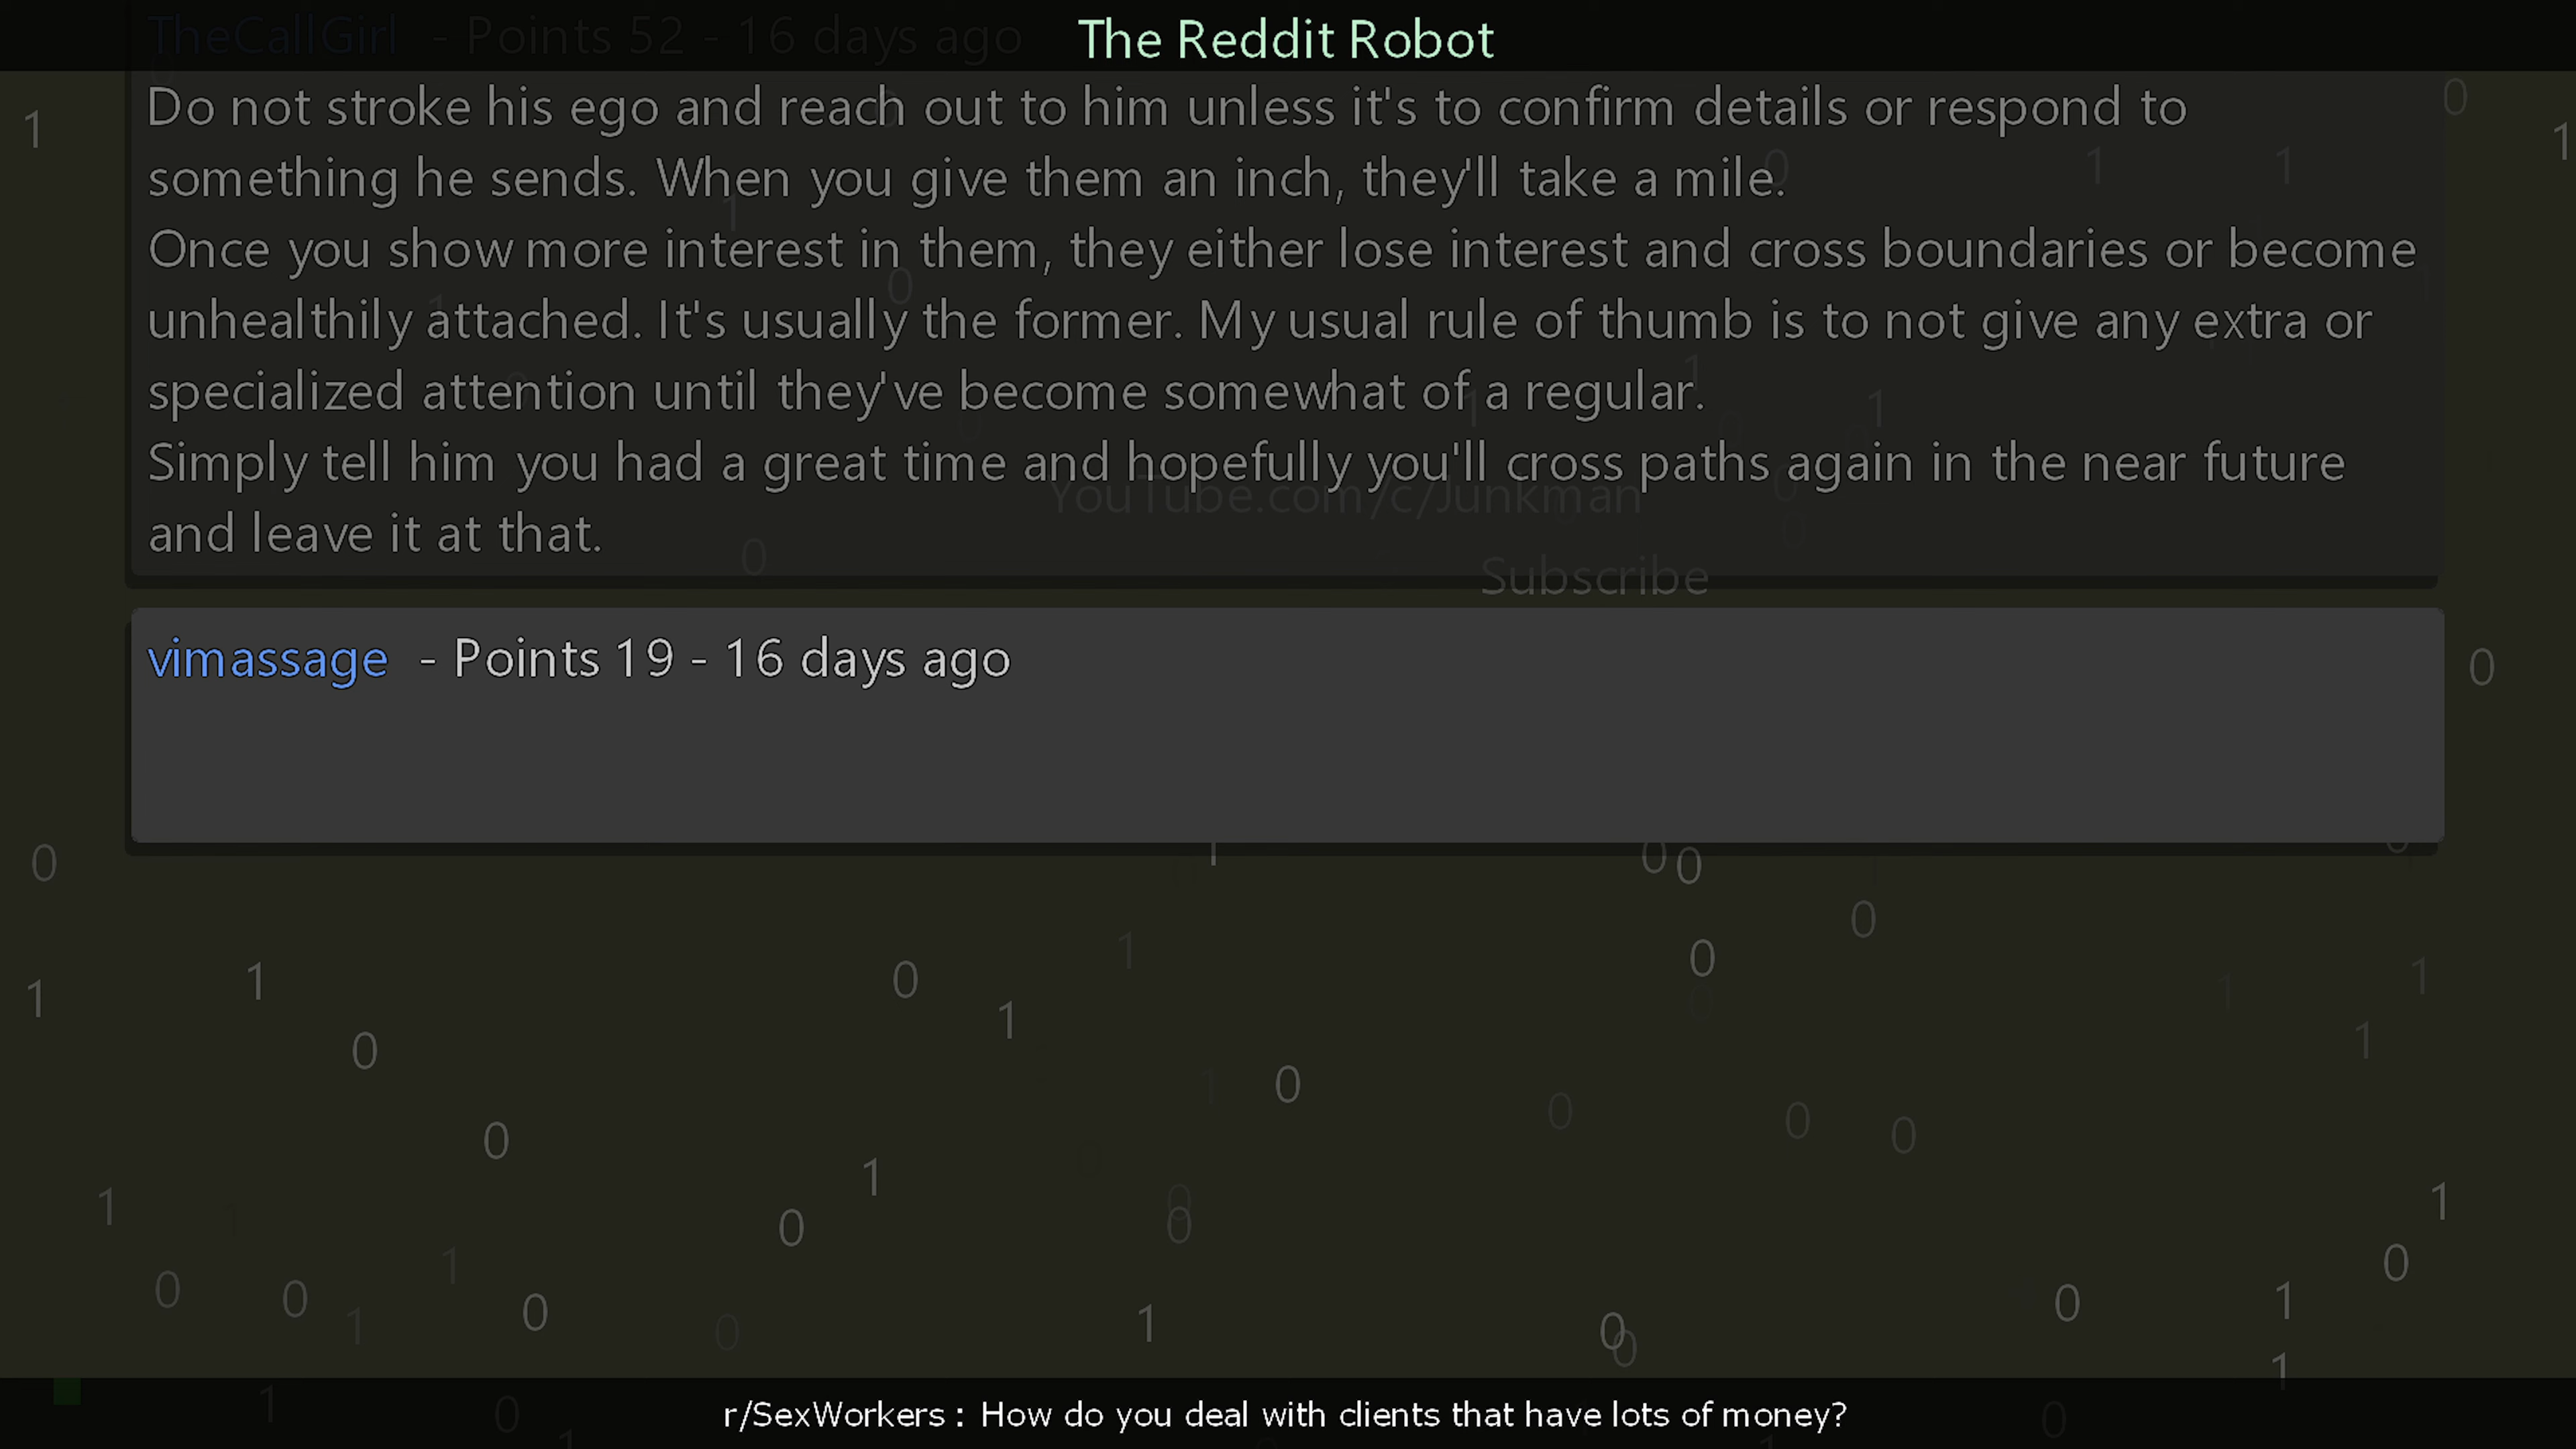 TheCallGirl - Points 52 - 16 days ago
The Reddit Robot
Do not stroke his ego and reach out to him unless it's to confirm details or respond to
something he sends. When you give them an inch, they'll take a mile.
Once you show more interest in them, they either lose interest and cross boundaries or become
unhealthily attached. It's usually the former. My usual rule of thumb is to not give any extra or
specialized attention until they've become somewhat of a regular.
Simply tell him you had a great time and hopefully you'll cross paths again in the near future
YouTube.com/c/Junkman
and leave it at that.
Subscribe
vimassage - Points 19 - 16 days ago
r/SexWorkers : How do you deal with clients that have lots of money?